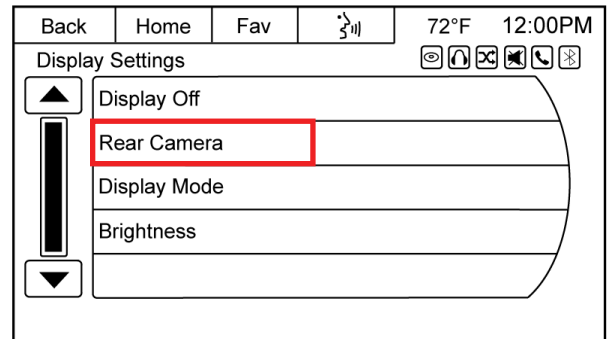 Back Home Fav 72°F 12:00PM
Display Settings
Display Off
Rear Camera
Display Mode
Brightness